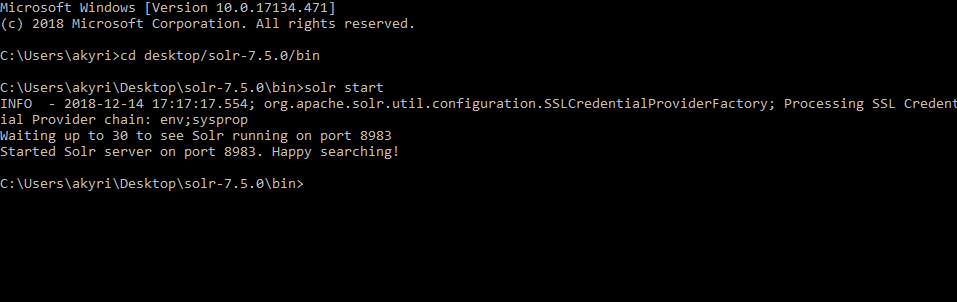 Microsoft Windows [Version 10.0.17134.471]
(c) 2018 Microsoft Corporation. All rights reserved.
C:\Users\akyri>cd desktop/solr-7.5.0/bin
C:\Users\akyri\Desktop\solr-7.5.0\bin>solr start
INFO  - 2018-12-14 17:17:17.554; org.apache.solr.util.configuration.SSLCredentialProviderFactory; Processing SSL Credent
ial Provider chain: env;sysprop
Waiting up to 30 to see Solr running on port 8983
Started Solr server on port 8983. Happy searching!
C:\Users\akyri\Desktop\solr-7.5.0\bin>